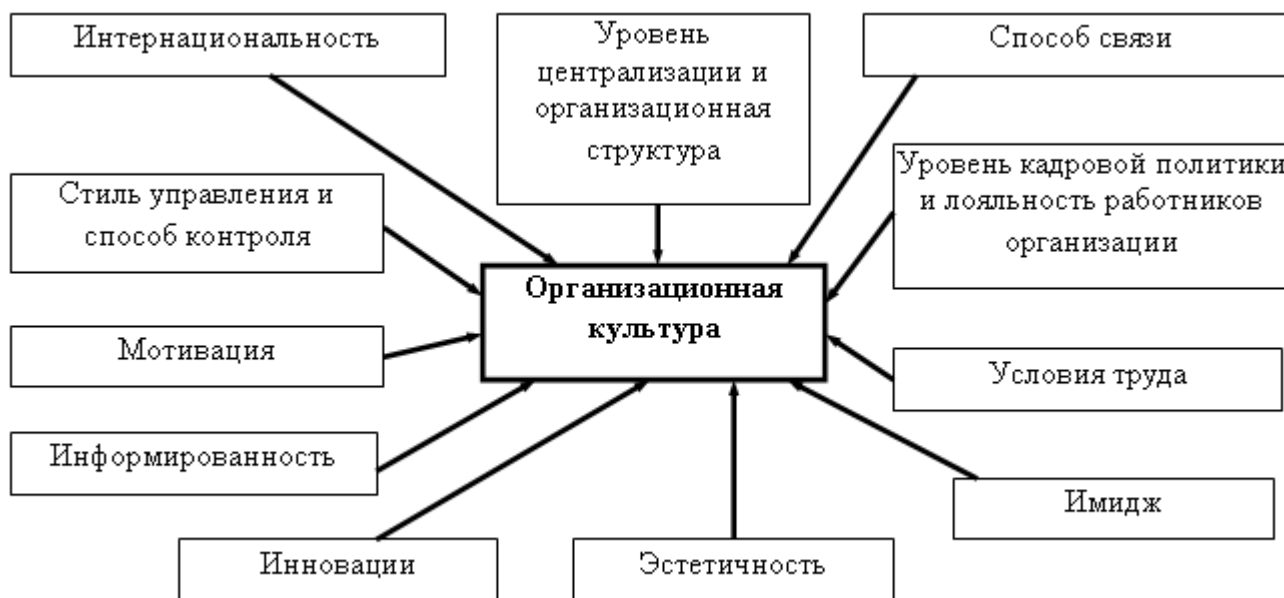 Интернациональность
Уровень
централизации и
организационная
структура
Способ связи
Стиль управления и
способ контроля
Уровень кадровой политики
и лояльность работников
организации
Организационная
культура
Мотивация
Условия труда
Информированность
Имидж
Инновации
Эстетичность